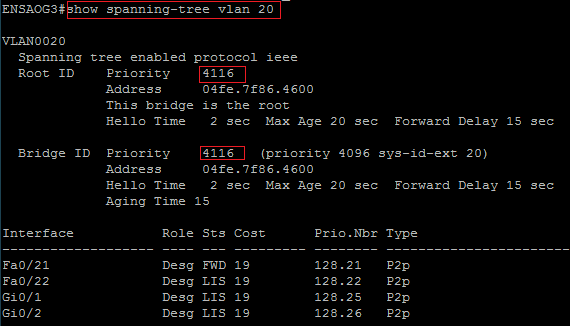 ENSAOG3#show spanning-tree vlan 20
VLAN0020
Spanning tree enabled protocol ieee
Root ID Priority 4116
Address 04fe.7f86.4600
This bridge is the root
Hello Time 2 sec Max Age 20 sec Forward Delay 15 sec
Bridge ID Priority 4116 (priority 4096 sys-id-ext 20)
Address 04fe.7f86.4600
Hello Time 2 sec Max Age 20 sec Forward Delay 15 sec
Aging Time 15
Interface Role Sts Cost Prio.Nbr Type
------------------- ---- --- --------- -------- --------------------------------
Fa0/21 Desg FWD 19 128.21 P2p
Fa0/22 Desg LIS 19 128.22 P2p
Gi0/1 Desg LIS 19 128.25 P2p
Gi0/2 Desg LIS 19 128.26 P2p